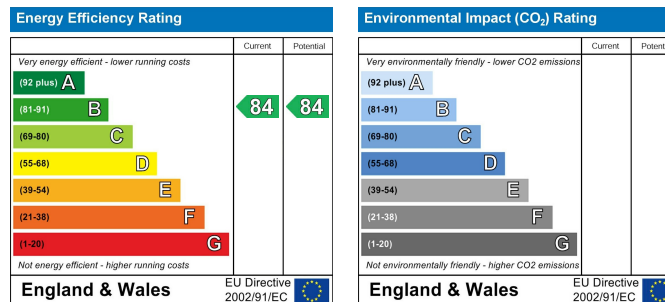 Energy Efficiency Rating
Current Potential
Very energy efficient - lower running costs
(92 plus) A
(81-91) B 84 84
(69-80) C
(55-68) D
(39-54) E
(21-38) F
(1-20) G
Not energy efficient - higher running costs
England & Wales
EU Directive
2002/91/EC
Environmental Impact (CO₂) Rating
Current Potent
Very environmentally friendly - lower CO2 emissions
(92 plus) A
(81-91) B
(69-80) C
(55-68) D
(39-54) E
(21-38) F
(1-20) G
Not environmentally friendly - higher CO2 emissions
England & Wales
EU Directive
2002/91/EC